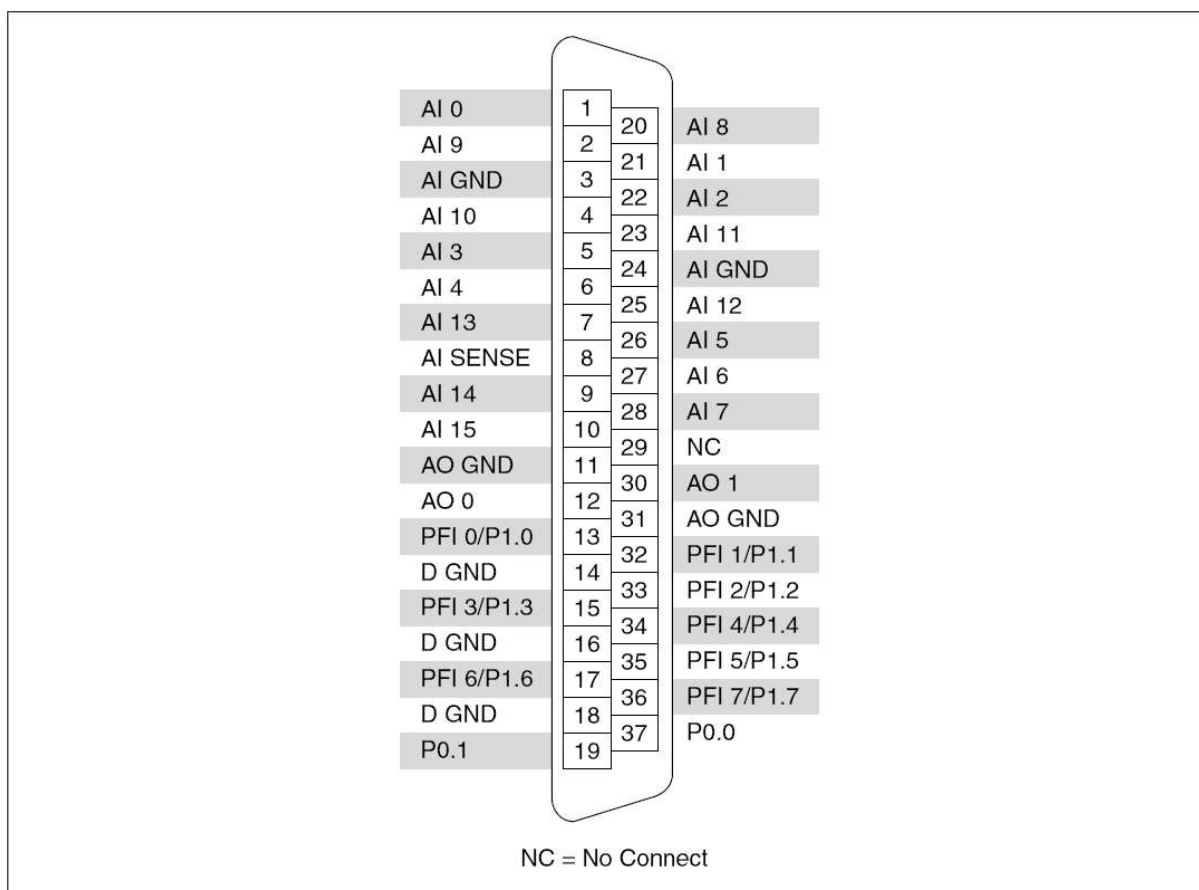 AI 0 1
20 AI 8
AI 9 2
21 AI 1
AI GND 3
22 AI 2
AI 10 4
23 AI 11
AI 3 5
24 AI GND
AI 4 6
25 AI 12
AI 13 7
26 AI 5
AI SENSE 8
27 AI 6
AI 14 9
28 AI 7
AI 15 10
29 NC
AO GND 11
30 AO 1
AO 0 12
31 AO GND
PFI 0/P1.0 13
32 PFI 1/P1.1
D GND 14
33 PFI 2/P1.2
PFI 3/P1.3 15
34 PFI 4/P1.4
D GND 16
35 PFI 5/P1.5
PFI 6/P1.6 17
36 PFI 7/P1.7
D GND 18
37 P0.0
P0.1 19
NC = No Connect